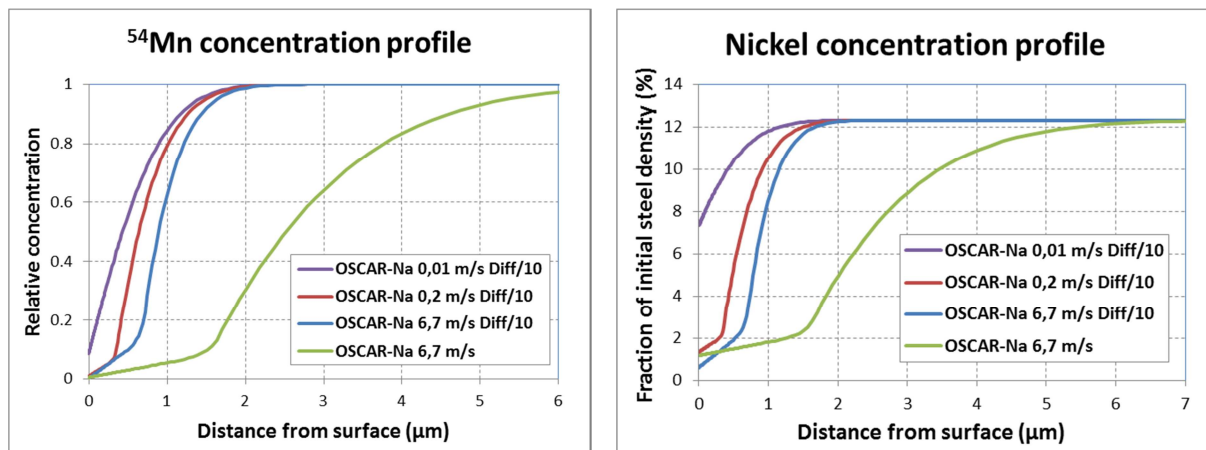 ⁵⁴Mn concentration profile
Relative concentration
1
0.8
0.6
0.4
0.2
0
0 1 2 3 4 5 6
Distance from surface (µm)
OSCAR-Na 0,01 m/s Diff/10
OSCAR-Na 0,2 m/s Diff/10
OSCAR-Na 6,7 m/s Diff/10
OSCAR-Na 6,7 m/s
Nickel concentration profile
Fraction of initial steel density (%)
14
12
10
8
6
4
2
0
0 1 2 3 4 5 6 7
Distance from surface (µm)
OSCAR-Na 0,01 m/s Diff/10
OSCAR-Na 0,2 m/s Diff/10
OSCAR-Na 6,7 m/s Diff/10
OSCAR-Na 6,7 m/s